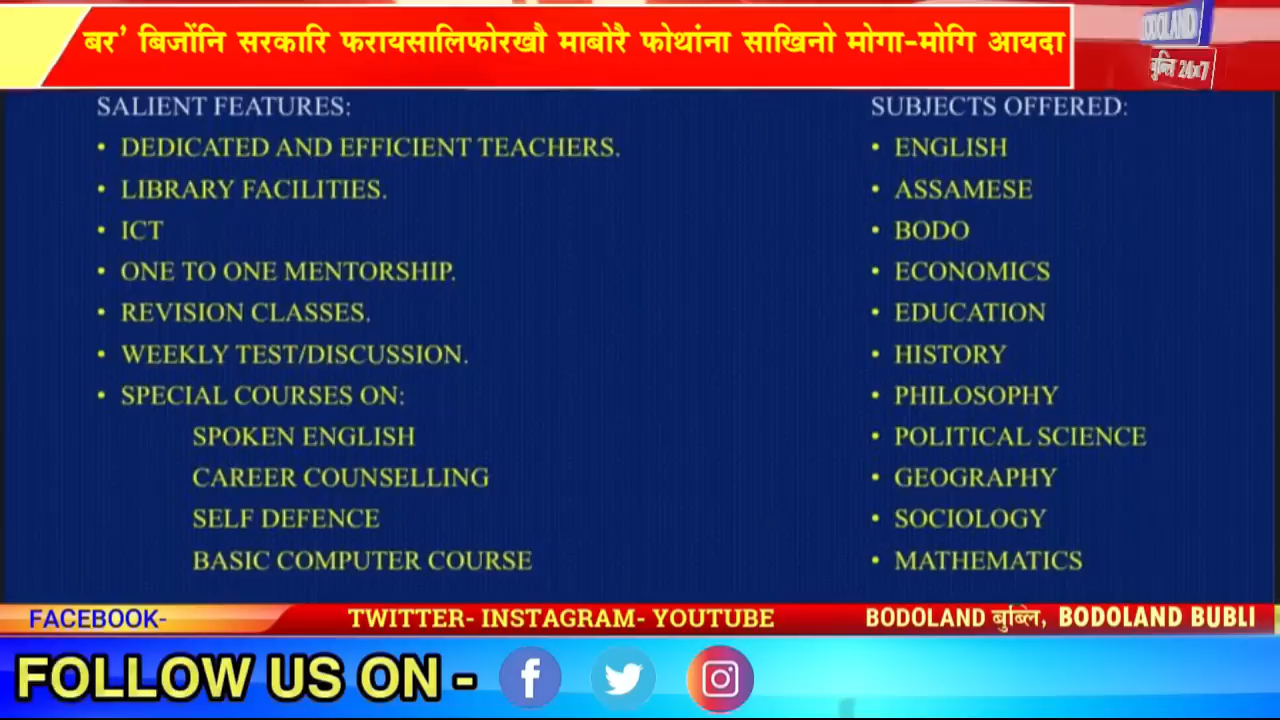 बर’ बिजोंनि सरकारि फरायसालिफोरखौ माबोरै फोथांना साखिनो मोगा-मोगि आयदा
BODOLAND
बुब्लि 24x7
SALIENT FEATURES:
• DEDICATED AND EFFICIENT TEACHERS.
• LIBRARY FACILITIES.
• ICT
• ONE TO ONE MENTORSHIP.
• REVISION CLASSES.
• WEEKLY TEST/DISCUSSION.
• SPECIAL COURSES ON:
SPOKEN ENGLISH
CAREER COUNSELLING
SELF DEFENCE
BASIC COMPUTER COURSE
SUBJECTS OFFERED:
• ENGLISH
• ASSAMESE
• BODO
• ECONOMICS
• EDUCATION
• HISTORY
• PHILOSOPHY
• POLITICAL SCIENCE
• GEOGRAPHY
• SOCIOLOGY
• MATHEMATICS
FACEBOOK- TWITTER- INSTAGRAM- YOUTUBE BODOLAND बुब्लि, BODOLAND BUBLI
FOLLOW US ON -